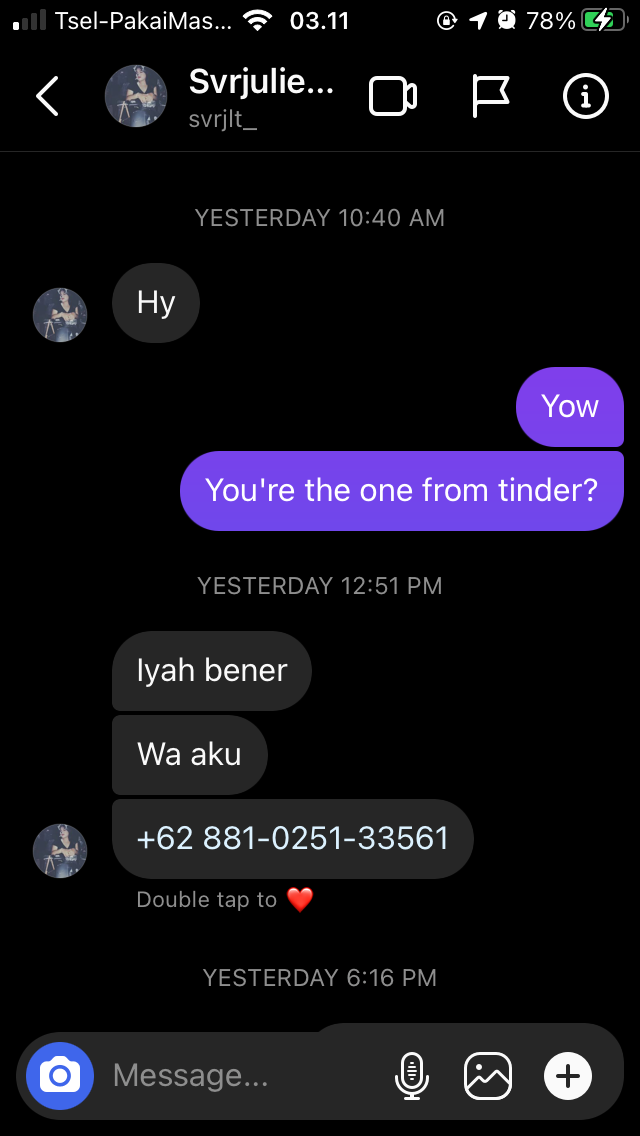 Tsel-PakaiMas... 03.11 78%
Svrjulie...
svrjlt_
YESTERDAY 10:40 AM
Hy
Yow
You're the one from tinder?
YESTERDAY 12:51 PM
Iyah bener
Wa aku
+62 881-0251-33561
Double tap to ❤️
YESTERDAY 6:16 PM
Message...